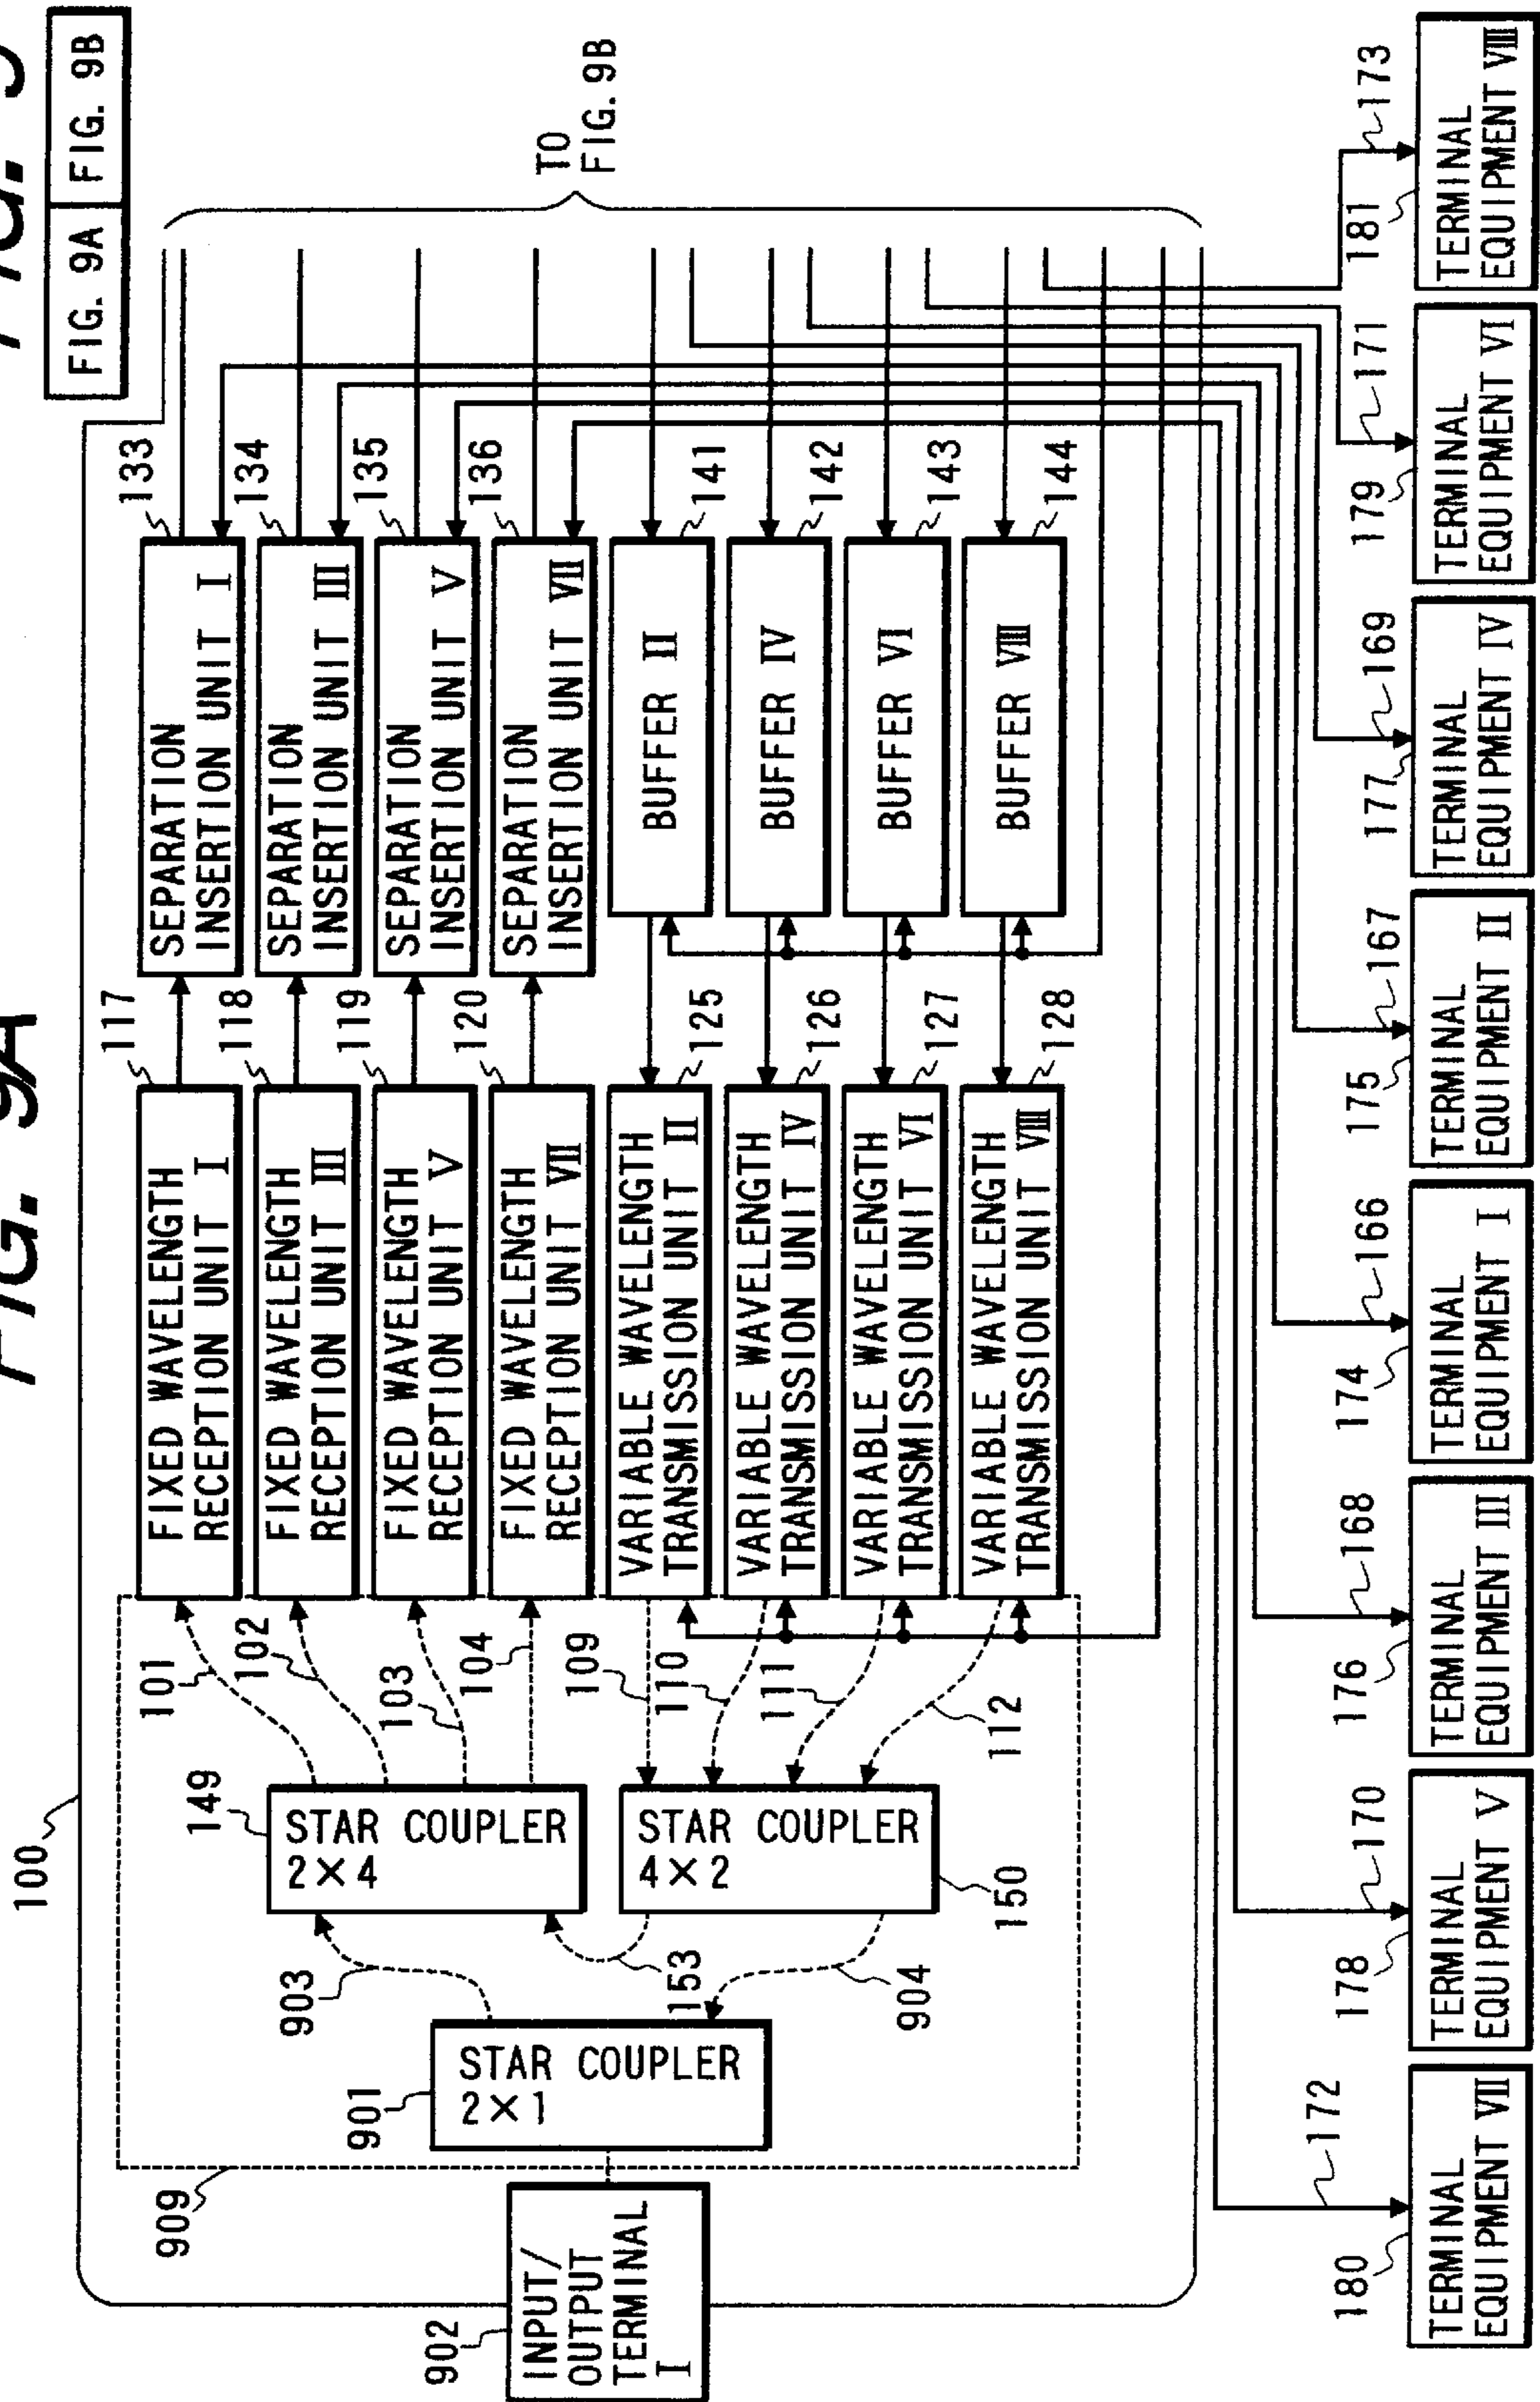 FIG. 9
FIG. 9A
FIG. 9A
FIG. 9B
100
909
902
INPUT/
OUTPUT
TERMINAL
I
901
STAR COUPLER
2×1
903
904
153
149
STAR COUPLER
2×4
STAR COUPLER
4×2
150
101
102
103
104
109
110
111
112
117
FIXED WAVELENGTH
RECEPTION UNIT I
118
FIXED WAVELENGTH
RECEPTION UNIT III
119
FIXED WAVELENGTH
RECEPTION UNIT V
120
FIXED WAVELENGTH
RECEPTION UNIT VII
125
VARIABLE WAVELENGTH
TRANSMISSION UNIT II
126
VARIABLE WAVELENGTH
TRANSMISSION UNIT IV
127
VARIABLE WAVELENGTH
TRANSMISSION UNIT VI
128
VARIABLE WAVELENGTH
TRANSMISSION UNIT VIII
133
SEPARATION
INSERTION UNIT I
134
SEPARATION
INSERTION UNIT III
135
SEPARATION
INSERTION UNIT V
136
SEPARATION
INSERTION UNIT VII
141
BUFFER II
142
BUFFER IV
143
BUFFER VI
144
BUFFER VIII
TO
FIG. 9B
180
172
TERMINAL
EQUIPMENT VII
178
170
TERMINAL
EQUIPMENT V
176
168
TERMINAL
EQUIPMENT III
174
166
TERMINAL
EQUIPMENT I
175
167
TERMINAL
EQUIPMENT II
177
169
TERMINAL
EQUIPMENT IV
179
171
TERMINAL
EQUIPMENT VI
181
173
TERMINAL
EQUIPMENT VIII